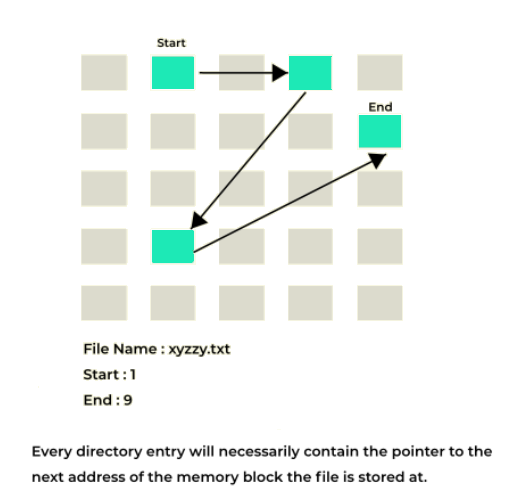 Start
End
File Name : xyzzy.txt
Start : 1
End : 9
Every directory entry will necessarily contain the pointer to the
next address of the memory block the file is stored at.